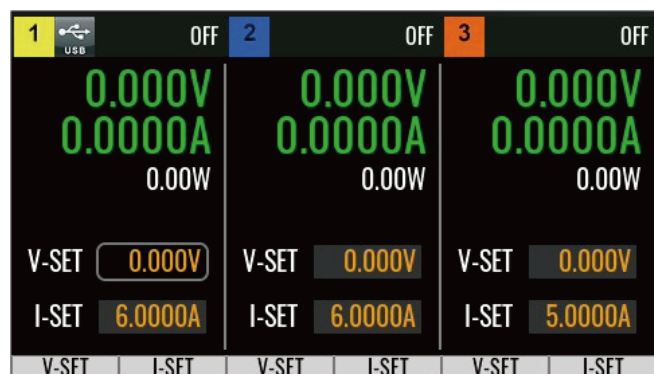 1 USB OFF 2 OFF 3 OFF
0.000V 0.000V 0.000V
0.0000A 0.0000A 0.0000A
0.00W 0.00W 0.00W
V-SET 0.000V V-SET 0.000V V-SET 0.000V
I-SET 6.0000A I-SET 6.0000A I-SET 5.0000A
V-SET I-SET V-SET I-SET V-SET I-SET